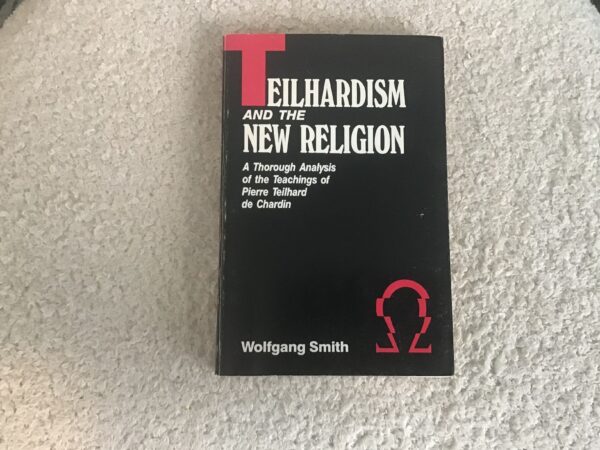 TEILHARDISM
AND THE
NEW RELIGION
A Thorough Analysis
of the Teachings of
Pierre Teilhard
de Chardin
Ω
Wolfgang Smith